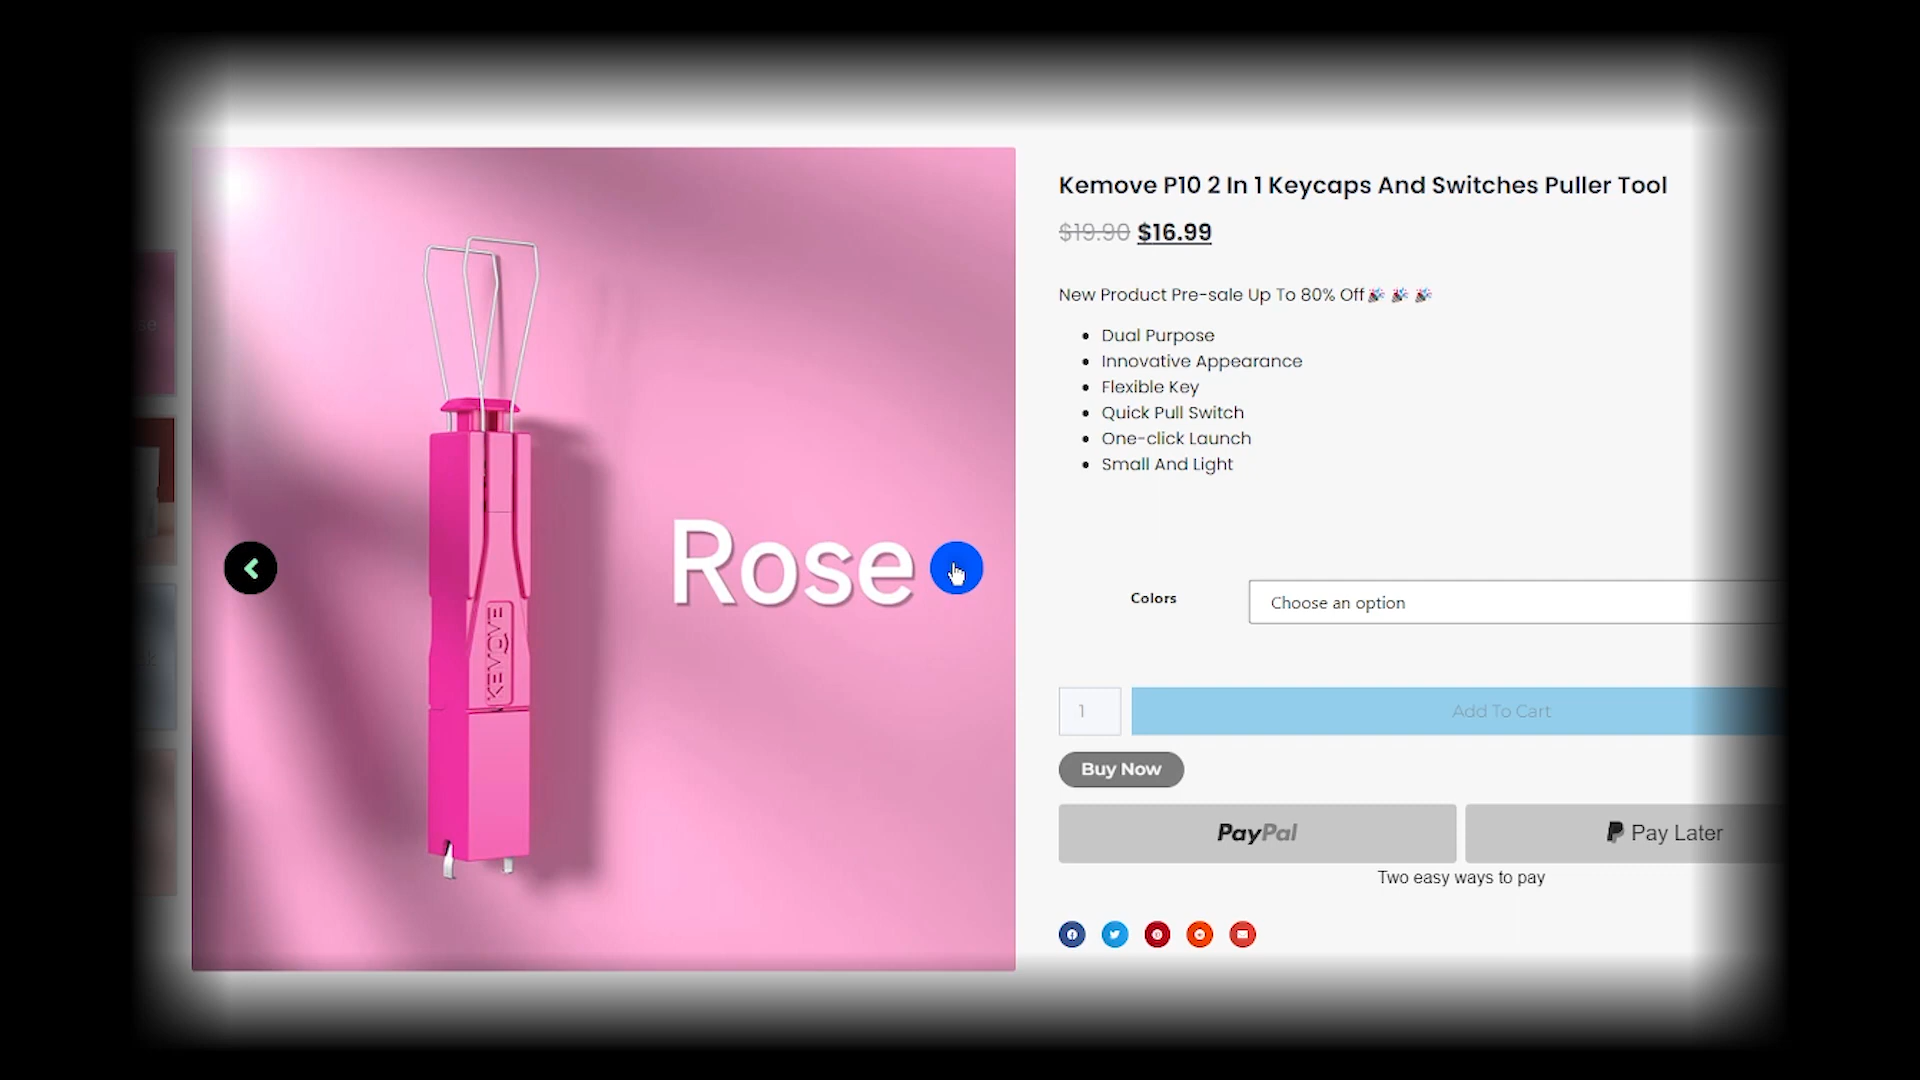 Kemove P10 2 In 1 Keycaps And Switches Puller Tool
$19.90 $16.99
New Product Pre-sale Up To 80% Off
Dual Purpose
Innovative Appearance
Flexible Key
Quick Pull Switch
One-click Launch
Small And Light
Rose
KEMOVE
Colors
Choose an option
1
Add To Cart
Buy Now
PayPal
Pay Later
Two easy ways to pay